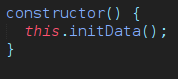 constructor() {
  this.initData();
}